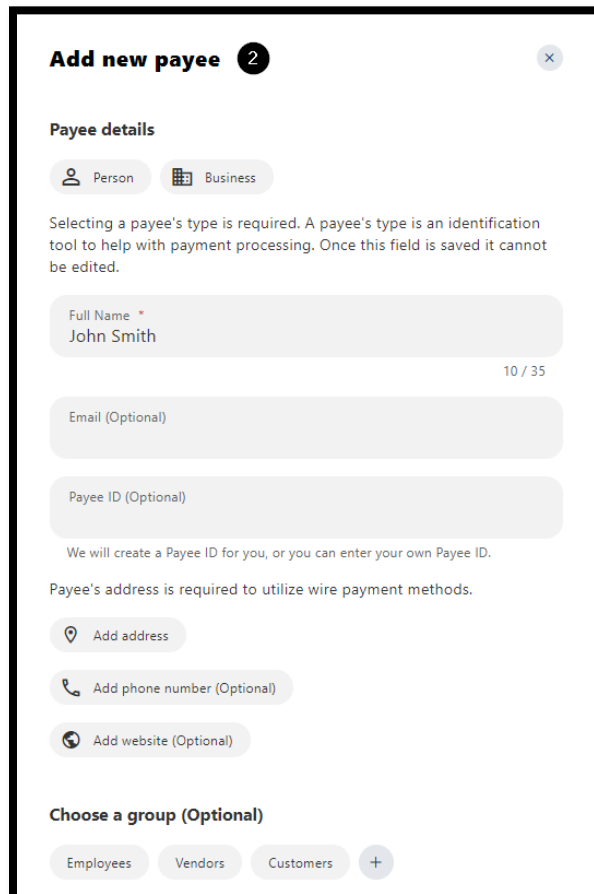 Add new payee 2
Payee details
Person Business
Selecting a payee's type is required. A payee's type is an identification
tool to help with payment processing. Once this field is saved it cannot
be edited.
Full Name *
John Smith
10 / 35
Email (Optional)
Payee ID (Optional)
We will create a Payee ID for you, or you can enter your own Payee ID.
Payee's address is required to utilize wire payment methods.
Add address
Add phone number (Optional)
Add website (Optional)
Choose a group (Optional)
Employees Vendors Customers +